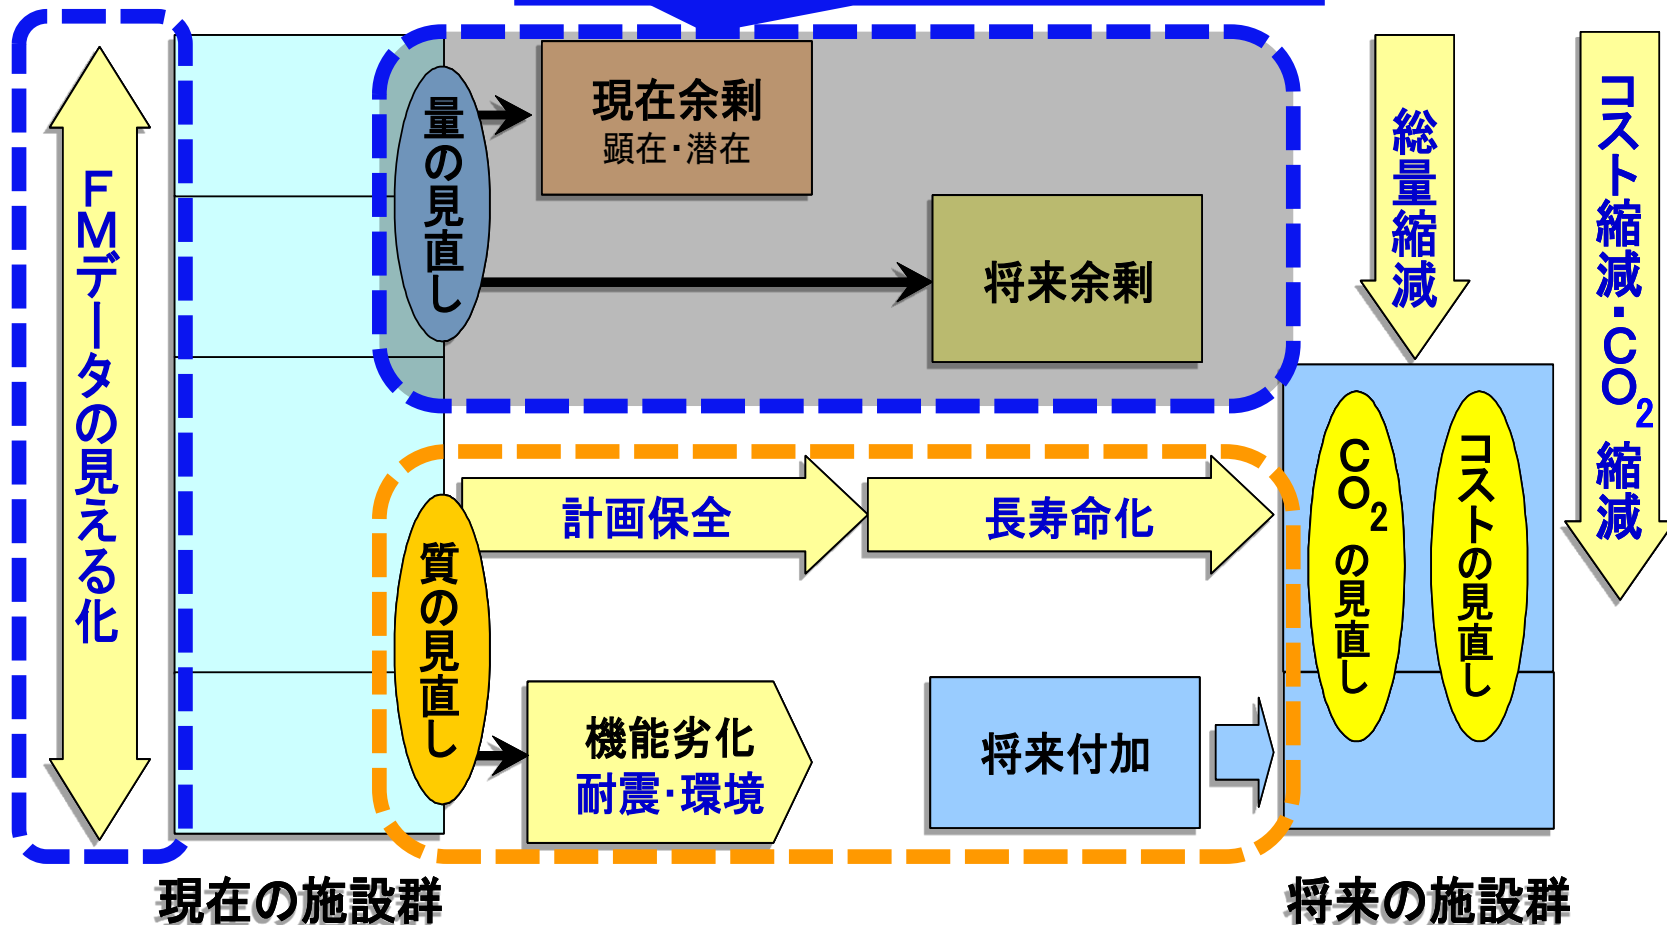 FMデータの見える化
量の見直し
現在余剰
顕在・潜在
将来余剰
総量縮減
コスト縮減・CO2縮減
質の見直し
計画保全
長寿命化
機能劣化
耐震・環境
将来付加
CO2の見直し
コストの見直し
現在の施設群
将来の施設群